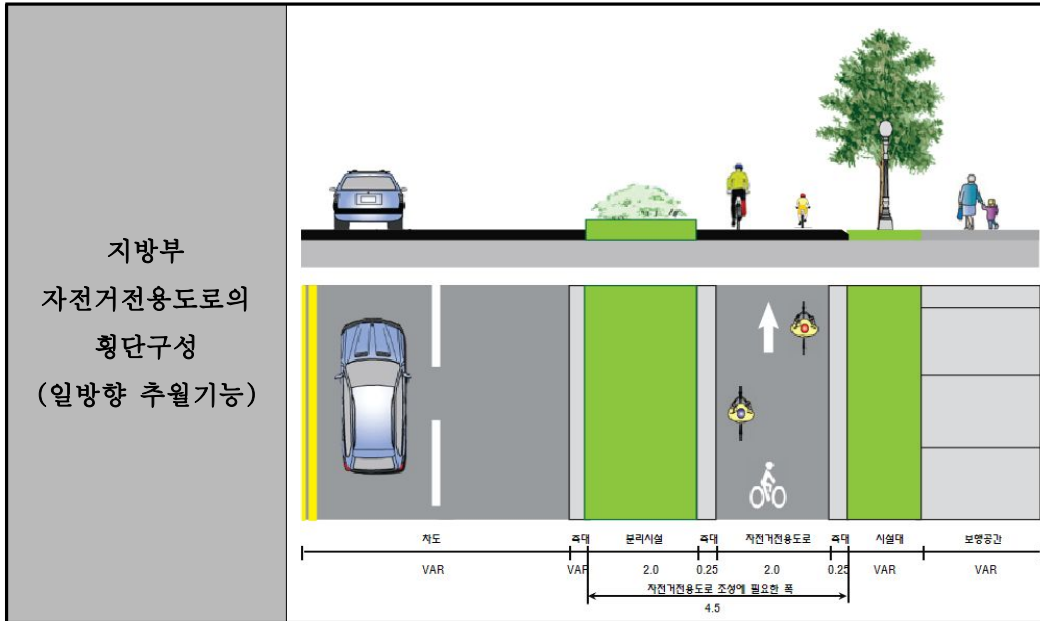 지방부
자전거전용도로의
횡단구성
(일방향 추월기능)
차도 측대 분리시설 측대 자전거전용도로 측대 시설대 보행공간
VAR VAR 2.0 0.25 2.0 0.25 VAR VAR
자전거전용도로 조성에 필요한 폭
4.5